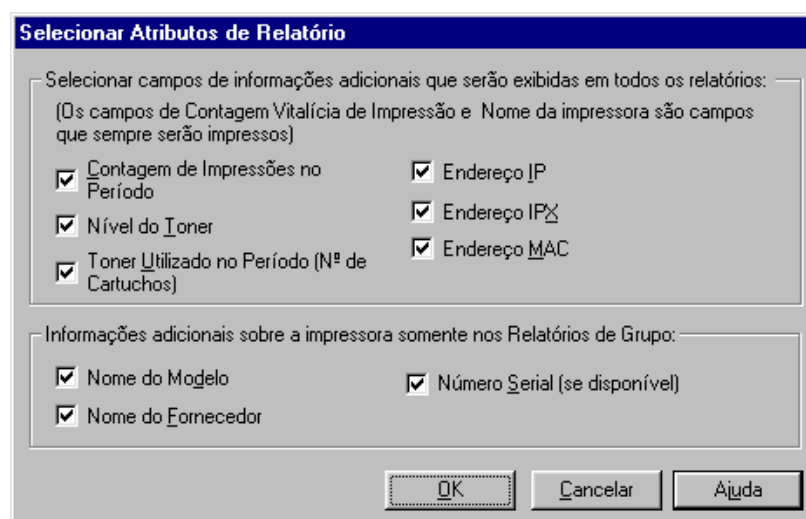 Selecionar Atributos de Relatório
Selecionar campos de informações adicionais que serão exibidas em todos os relatórios:
(Os campos de Contagem Vitalícia de Impressão e Nome da impressora são campos
que sempre serão impressos)
Contagem de Impressões no
Período
Nível do Toner
Toner Utilizado no Período (Nº de
Cartuchos)
Endereço IP
Endereço IPX
Endereço MAC
Informações adicionais sobre a impressora somente nos Relatórios de Grupo:
Nome do Modelo
Nome do Fornecedor
Número Serial (se disponível)
OK
Cancelar
Ajuda